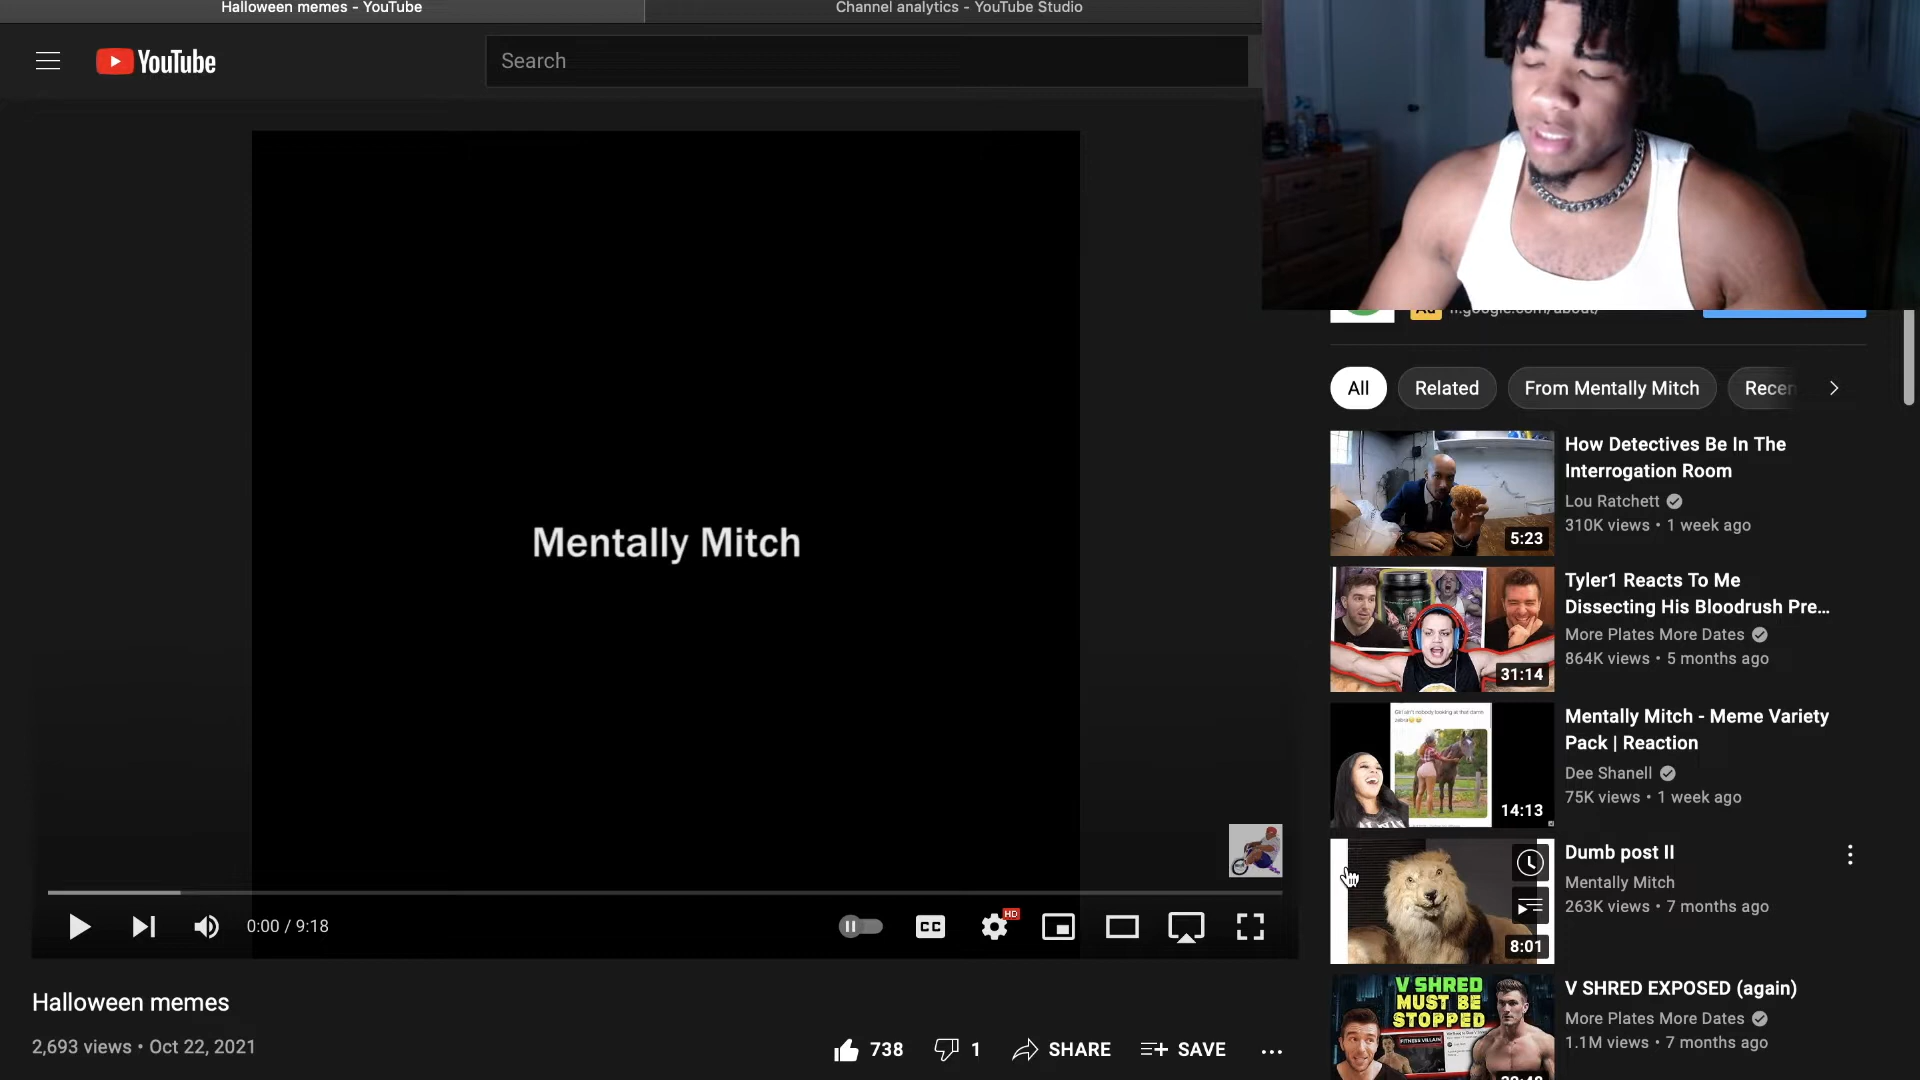 Halloween memes - YouTube
Channel analytics - YouTube Studio
YouTube
Search
Mentally Mitch
0:00 / 9:18
CC
HD
Halloween memes
2,693 views • Oct 22, 2021
738
1
SHARE
SAVE
Ad
All
Related
From Mentally Mitch
How Detectives Be In The
Interrogation Room
Lou Ratchett
310K views • 1 week ago
5:23
Tyler1 Reacts To Me
Dissecting His Bloodrush Pre...
More Plates More Dates
864K views • 5 months ago
31:14
Mentally Mitch - Meme Variety
Pack | Reaction
Dee Shanell
75K views • 1 week ago
14:13
Dumb post II
Mentally Mitch
263K views • 7 months ago
8:01
V SHRED
MUST BE
STOPPED
V SHRED EXPOSED (again)
More Plates More Dates
1.1M views • 7 months ago